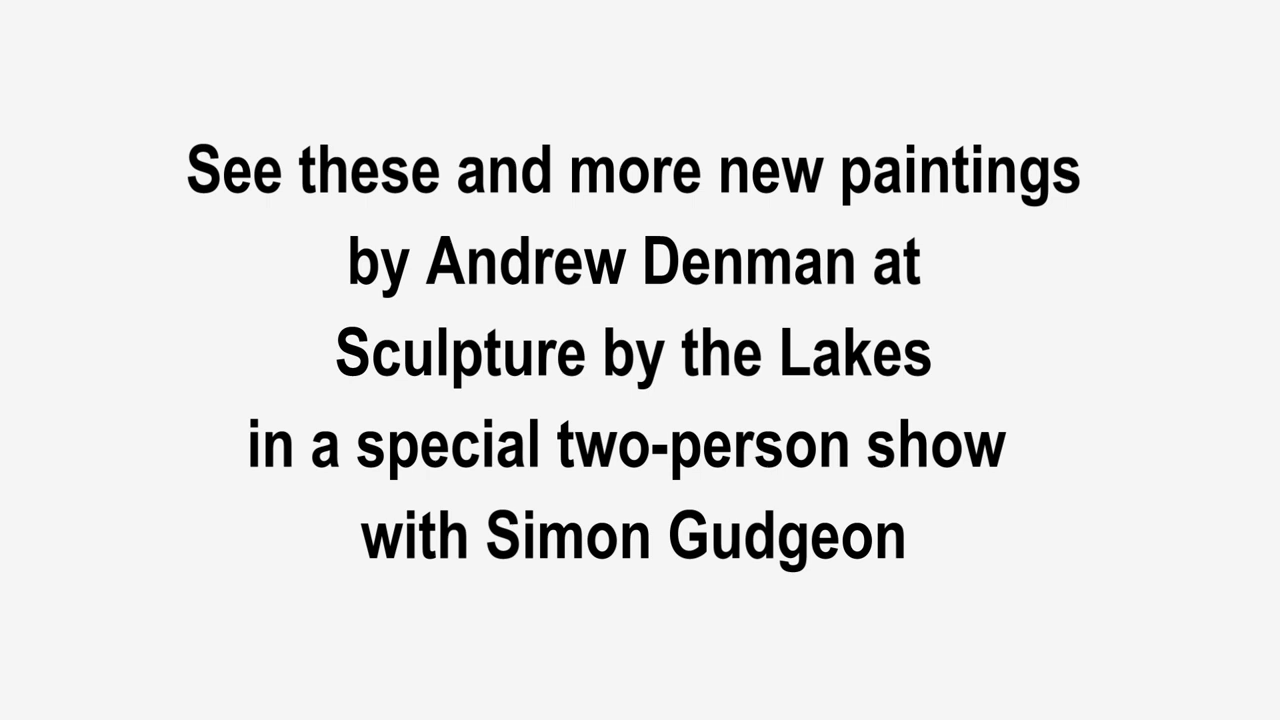 See these and more new paintings
by Andrew Denman at
Sculpture by the Lakes
in a special two-person show
with Simon Gudgeon